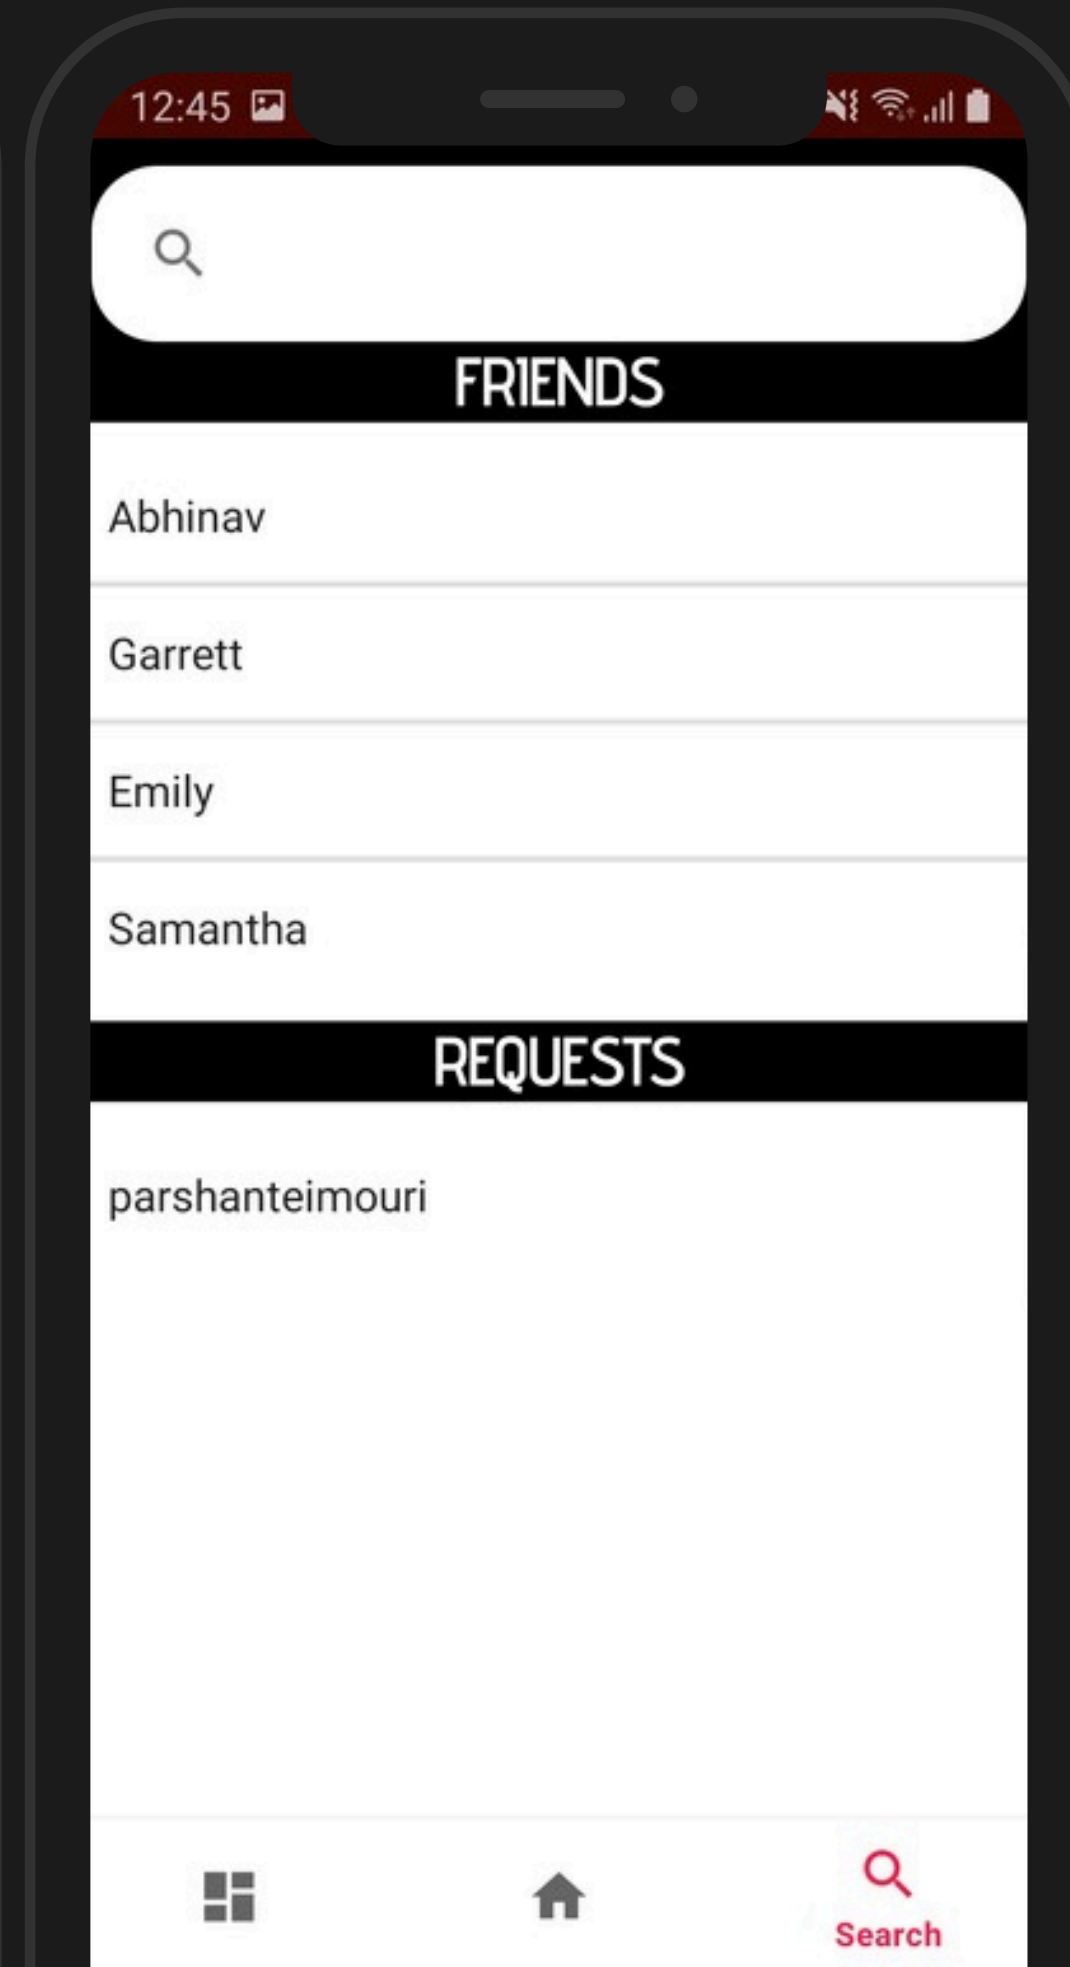 12:45
FRIENDS
Abhinav
Garrett
Emily
Samantha
REQUESTS
parshanteimouri
Search